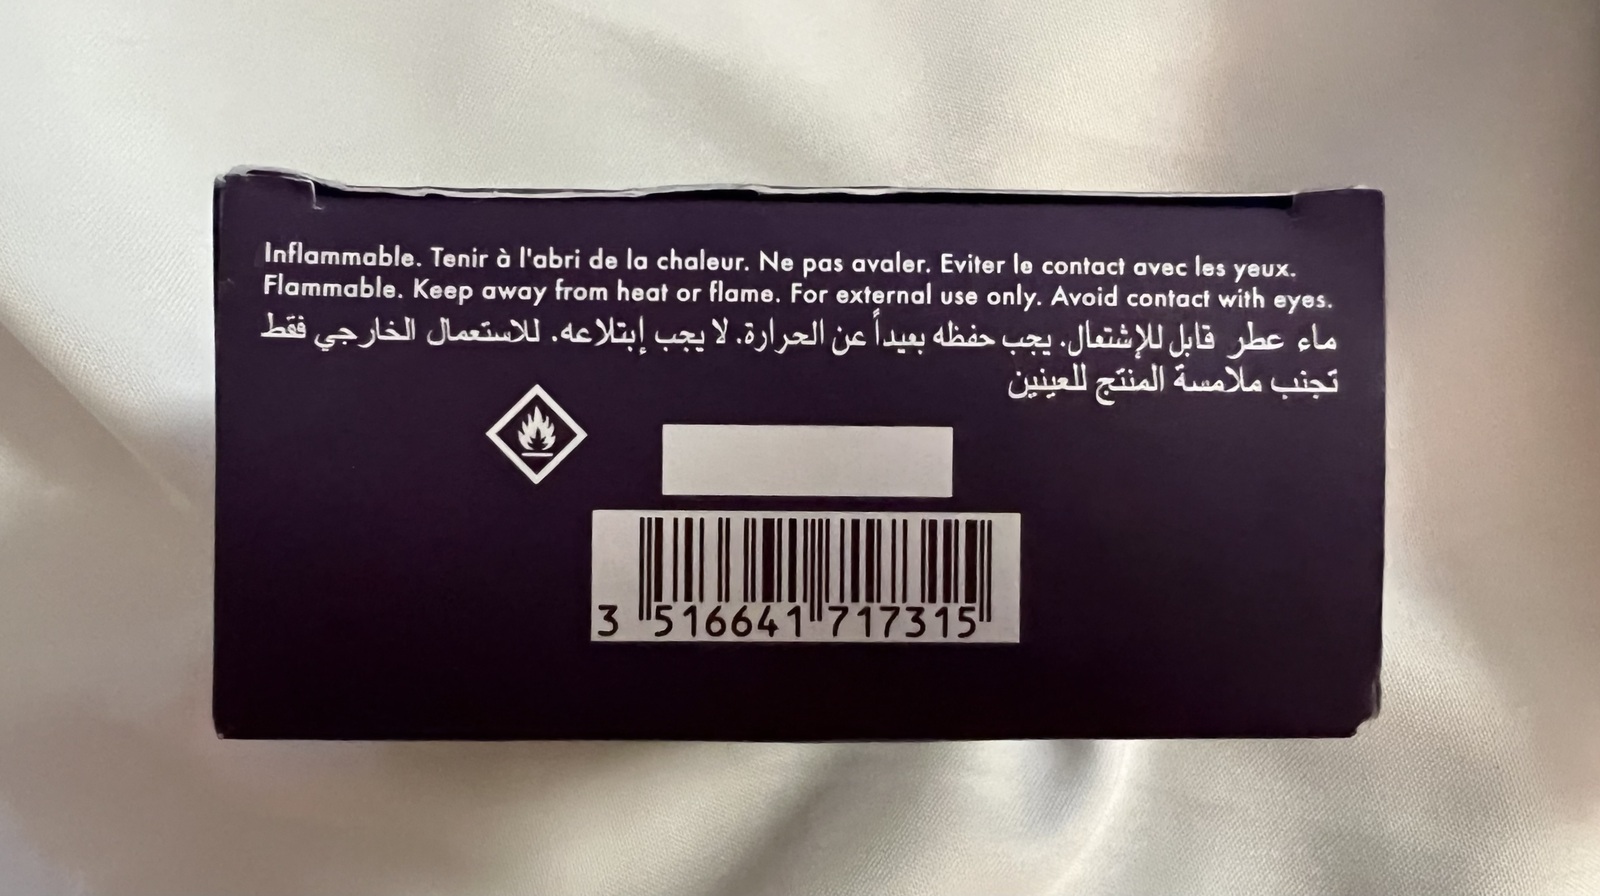 Inflammable. Tenir à l'abri de la chaleur. Ne pas avaler. Eviter le contact avec les yeux.
Flammable. Keep away from heat or flame. For external use only. Avoid contact with eyes.
ماء عطر قابل للإشتعال. يجب حفظه بعيداً عن الحرارة. لا يجب إبتلاعه. للاستعمال الخارجي فقط
تجنب ملامسة المنتج للعينين
3 516641 717315